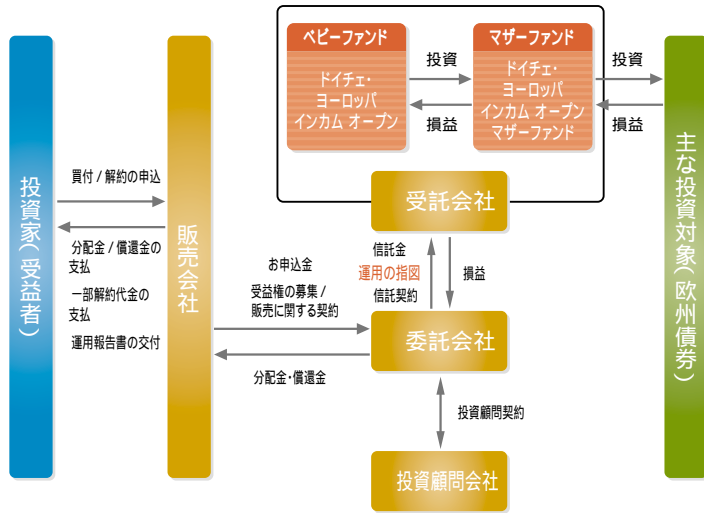 ベビーファンド
ドイチェ・
ヨーロッパ
インカム オープン
投資
損益
マザーファンド
ドイチェ・
ヨーロッパ
インカム オープン
マザーファンド
投資
損益
主な投資対象(欧州債券)
受託会社
投資家(受益者)
買付 / 解約の申込
分配金 / 償還金の
支払
一部解約代金の
支払
運用報告書の交付
販売会社
お申込金
受益権の募集 /
販売に関する契約
分配金・償還金
信託金
運用の指図
信託契約
損益
委託会社
投資顧問契約
投資顧問会社